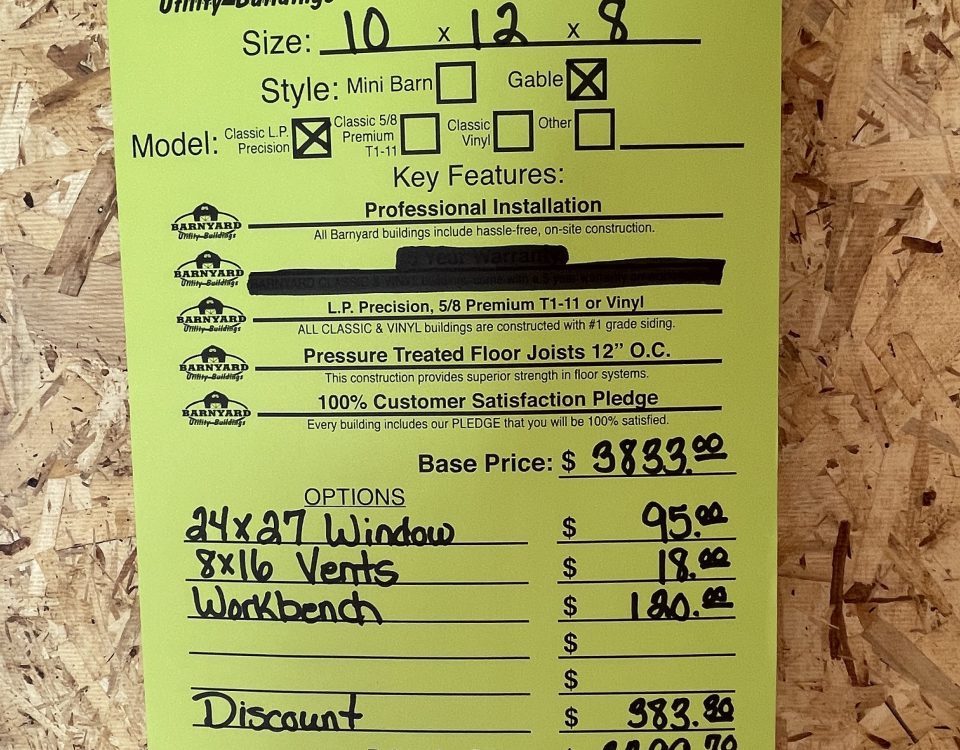 Utility Buildings
Size: 10 x 12 x 8
Style: Mini Barn Gable
Model: Classic L.P. Precision Classic 5/8 Premium T1-11 Classic Vinyl Other
Key Features:
BARNYARD Utility Buildings
Professional Installation
All Barnyard buildings include hassle-free, on-site construction.
BARNYARD Utility Buildings
Year Warranty
BARNYARD Utility Buildings
L.P. Precision, 5/8 Premium T1-11 or Vinyl
ALL CLASSIC & VINYL buildings are constructed with #1 grade siding.
BARNYARD Utility Buildings
Pressure Treated Floor Joists 12” O.C.
This construction provides superior strength in floor systems.
BARNYARD Utility Buildings
100% Customer Satisfaction Pledge
Every building includes our PLEDGE that you will be 100% satisfied.
Base Price: $ 3833.00
OPTIONS
24x27 Window $ 95.00
8x16 Vents $ 18.00
Workbench $ 120.00
$
$
Discount $ 383.30